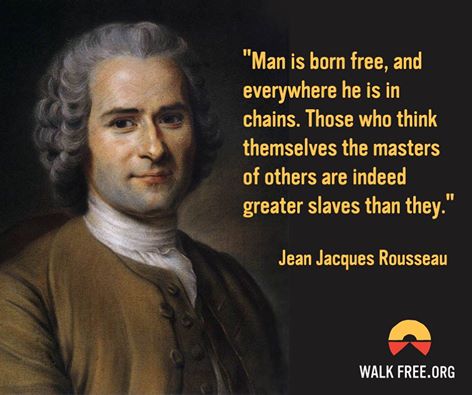 "Man is born free, and
everywhere he is in
chains. Those who think
themselves the masters
of others are indeed
greater slaves than they."
Jean Jacques Rousseau
WALK FREE.ORG